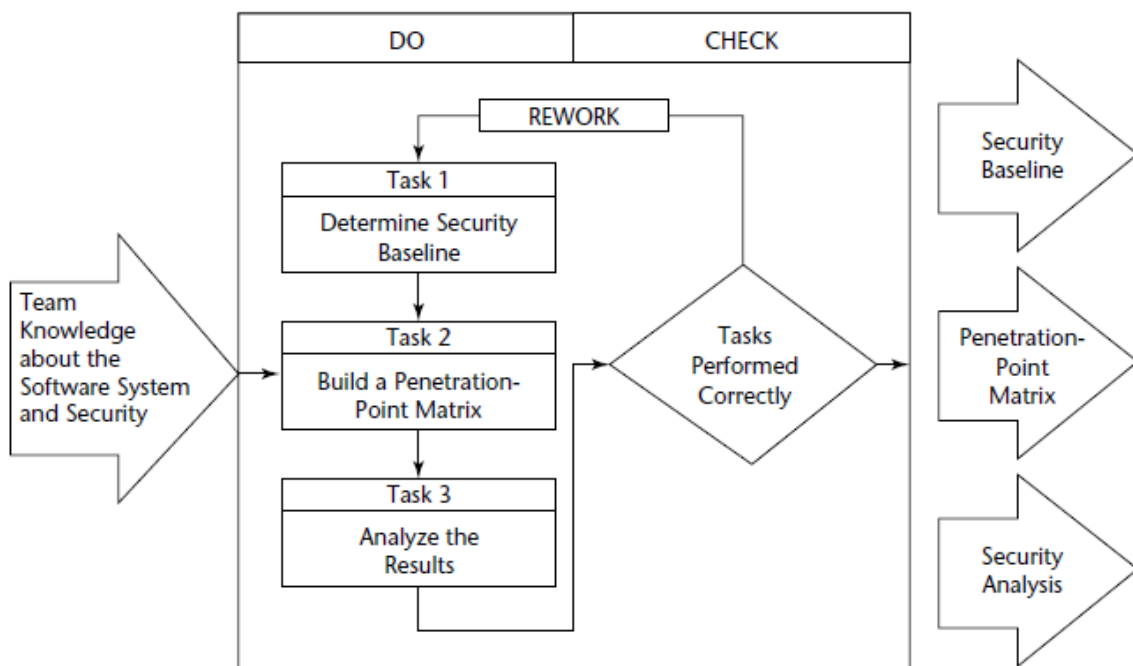 DO
CHECK
REWORK
Task 1
Determine Security
Baseline
Task 2
Build a Penetration-
Point Matrix
Task 3
Analyze the
Results
Team
Knowledge
about the
Software System
and Security
Tasks
Performed
Correctly
Security
Baseline
Penetration-
Point
Matrix
Security
Analysis